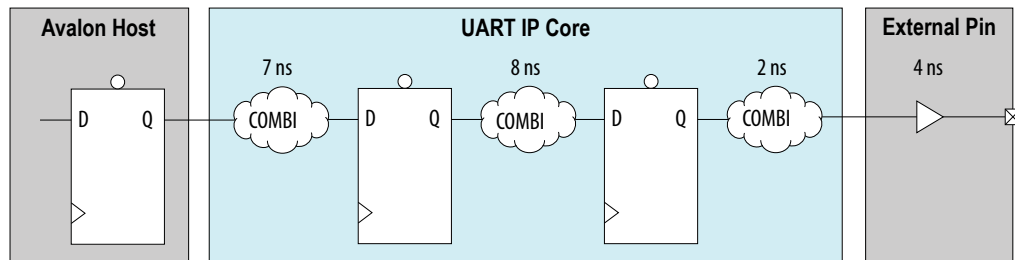 Avalon Host
UART IP Core
External Pin
7 ns
8 ns
2 ns
4 ns
D Q
COMBI
D Q
COMBI
D Q
COMBI